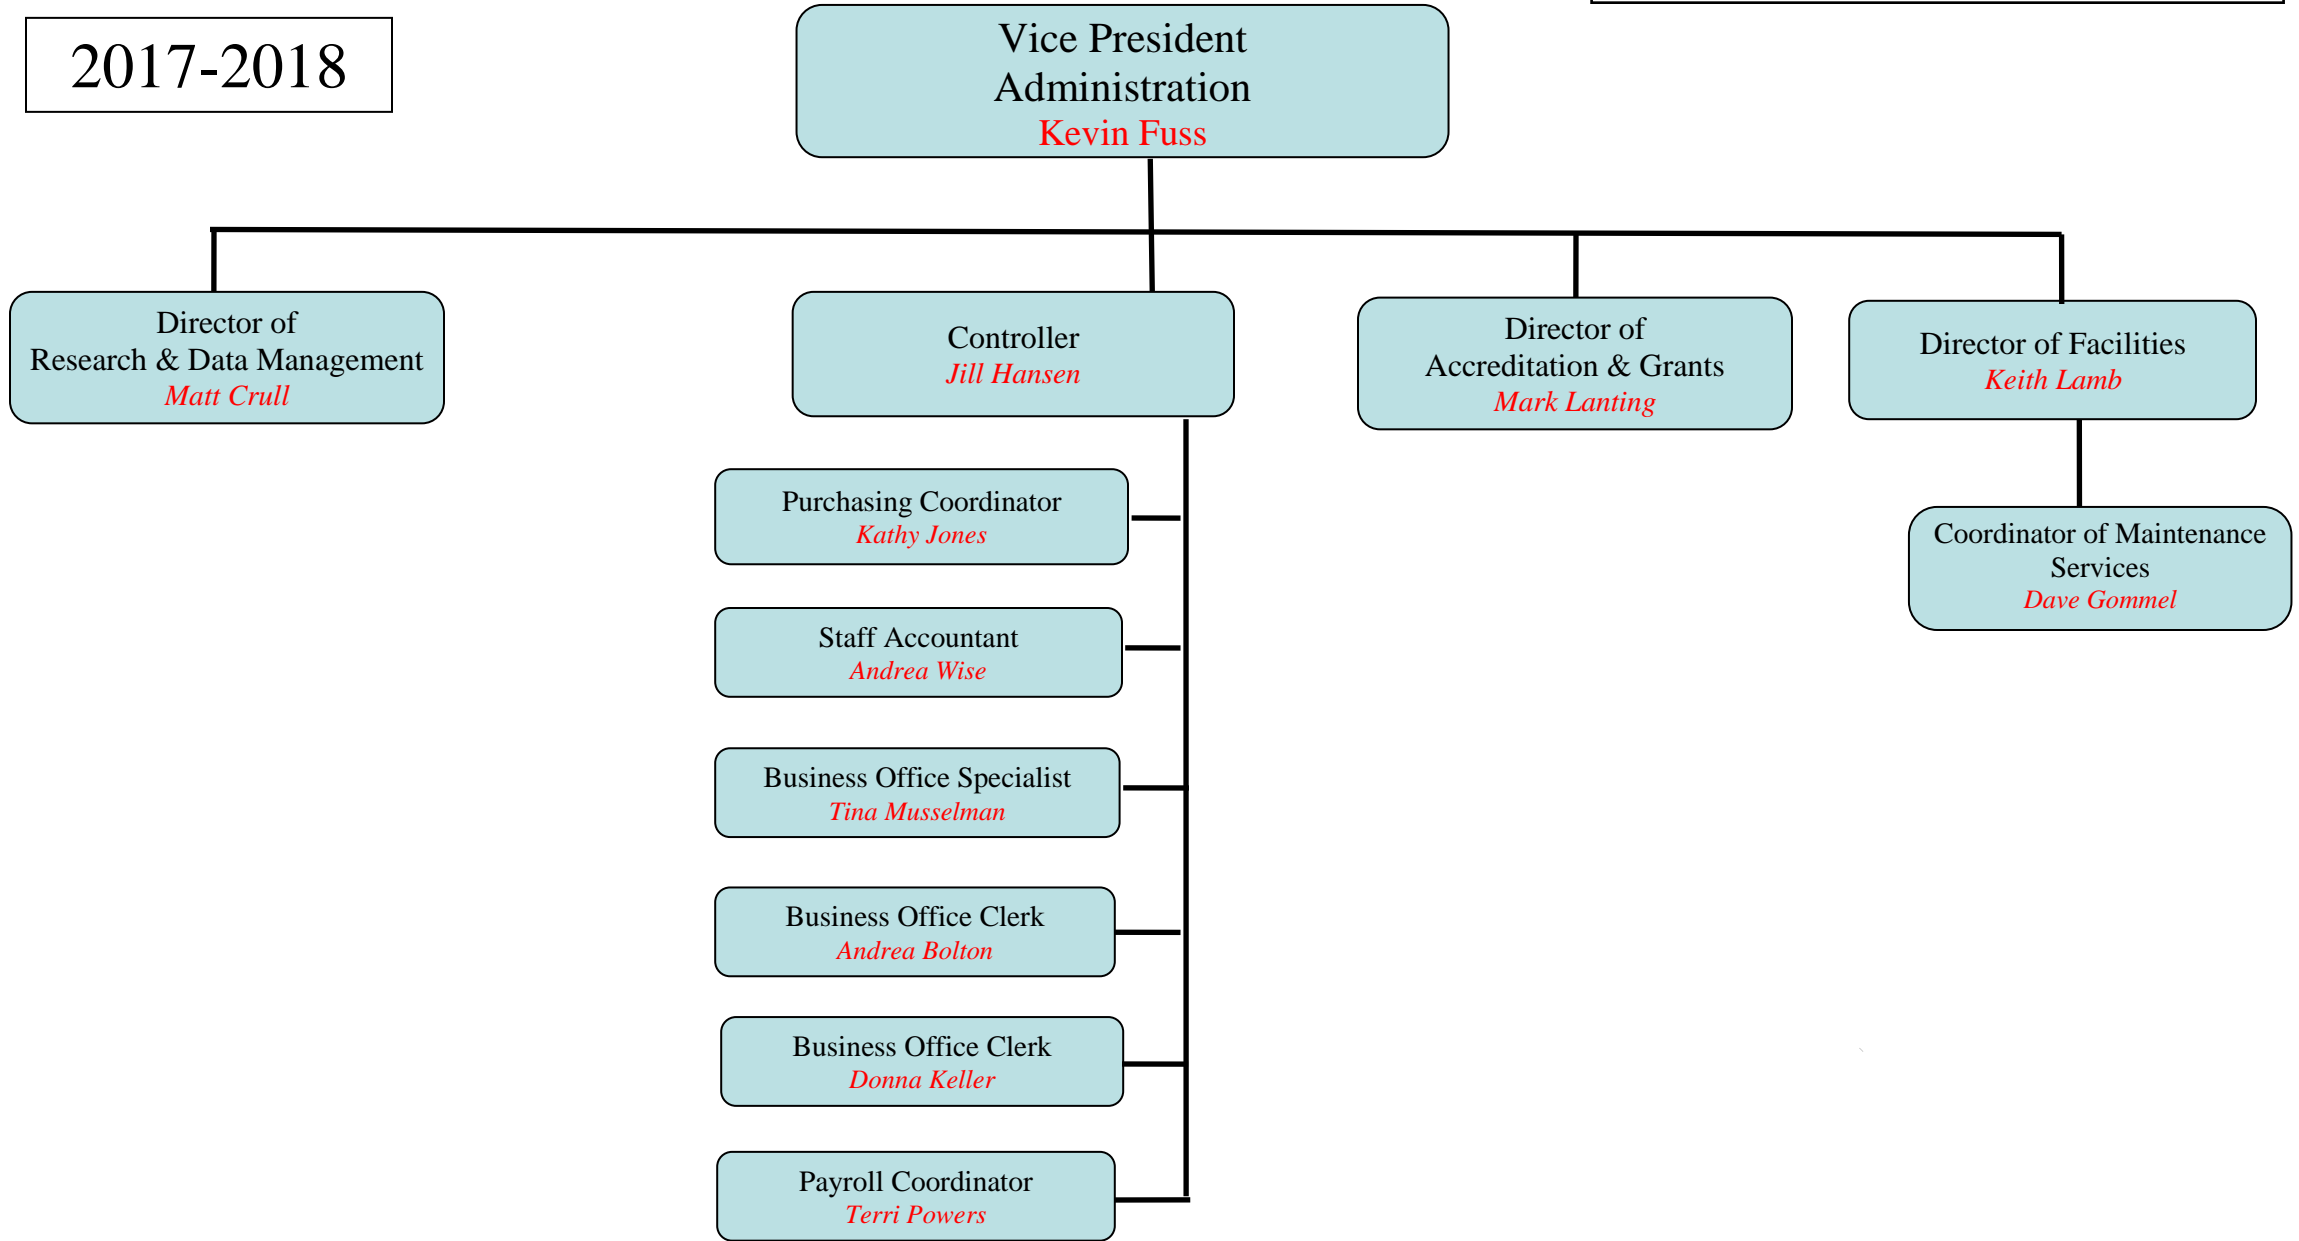 2017-2018
Vice President
Administration
Kevin Fuss
Director of
Research & Data Management
Matt Crull
Controller
Jill Hansen
Director of
Accreditation & Grants
Mark Lanting
Director of Facilities
Keith Lamb
Purchasing Coordinator
Kathy Jones
Coordinator of Maintenance
Services
Dave Gommel
Staff Accountant
Andrea Wise
Business Office Specialist
Tina Musselman
Business Office Clerk
Andrea Bolton
Business Office Clerk
Donna Keller
Payroll Coordinator
Terri Powers